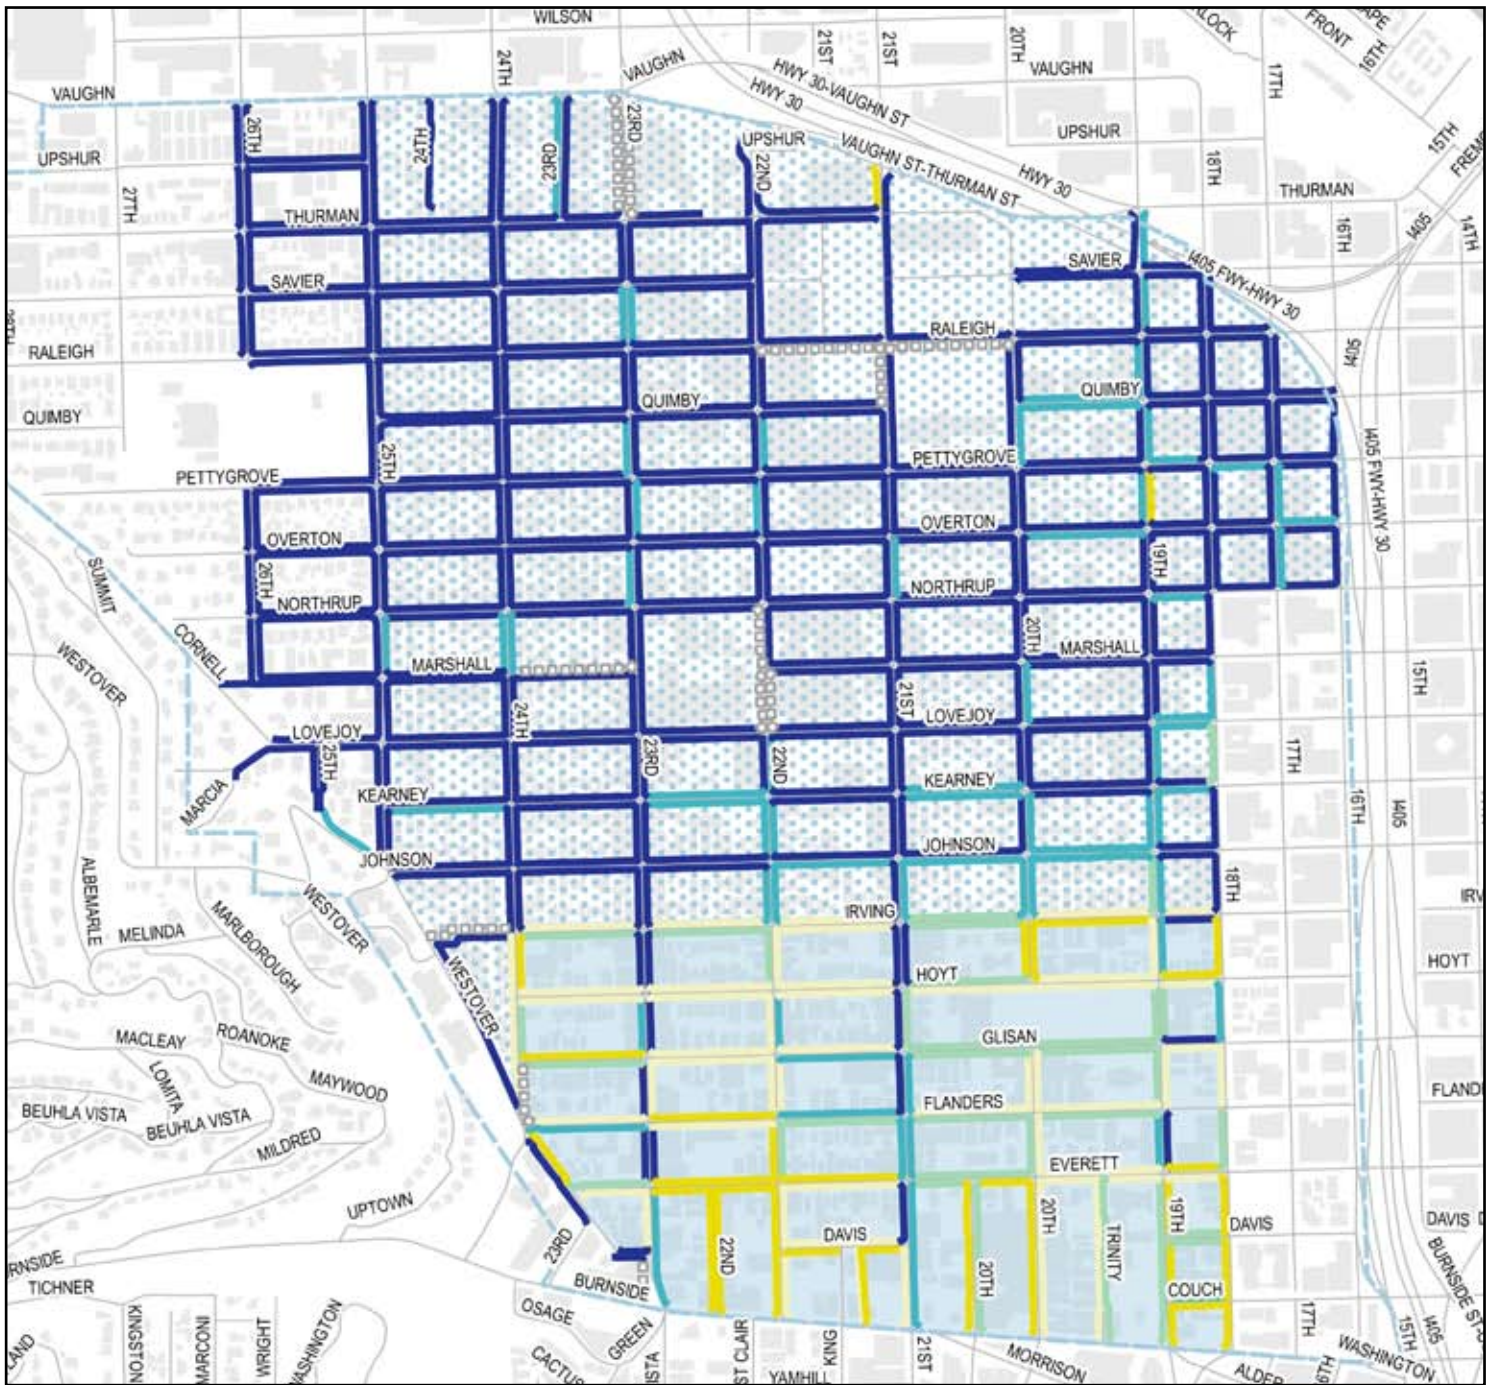 WILSON
FRONT
16TH
24TH
VAUGHN
21ST
21ST
20TH
VAUGHN
17TH
HWY 30-VAUGHN ST
HWY 30
VAUGHN
UPSHUR
26TH
24TH
23RD
23RD
UPSHUR
22ND
VAUGHN ST-THURMAN ST
HWY 30
UPSHUR
18TH
15TH
27TH
THURMAN
THURMAN
16TH
I405
14TH
SAVIER
SAVIER
I405 FWY-HWY 30
RALEIGH
RALEIGH
I405
QUIMBY
QUIMBY
QUIMBY
25TH
PETTYGROVE
PETTYGROVE
I405 FWY-HWY 30
OVERTON
OVERTON
19TH
SUMMIT
26TH
NORTHRUP
NORTHRUP
CORNELL
WESTOVER
MARSHALL
20TH
MARSHALL
15TH
LOVEJOY
25TH
24TH
23RD
22ND
21ST
LOVEJOY
17TH
MARCIA
KEARNEY
KEARNEY
16TH
I405
JOHNSON
JOHNSON
ALBEMARLE
WESTOVER
MARLBOROUGH
MELINDA
IRVING
18TH
WESTOVER
HOYT
HOYT
MACLEAY
ROANOKE
GLISAN
LOMITA
MAYWOOD
BEUHLA VISTA
BEUHLA VISTA
FLANDERS
MILDRED
EVERETT
UPTOWN
23RD
22ND
DAVIS
20TH
20TH
TRINITY
19TH
DAVIS
DAVIS
TICHNER
BURNSIDE
COUCH
KINGSTON
MARCONI
WRIGHT
OSAGE
GREEN
KING
21ST
MORRISON
17TH
15TH
I405
WASHINGTON
YAMHILL